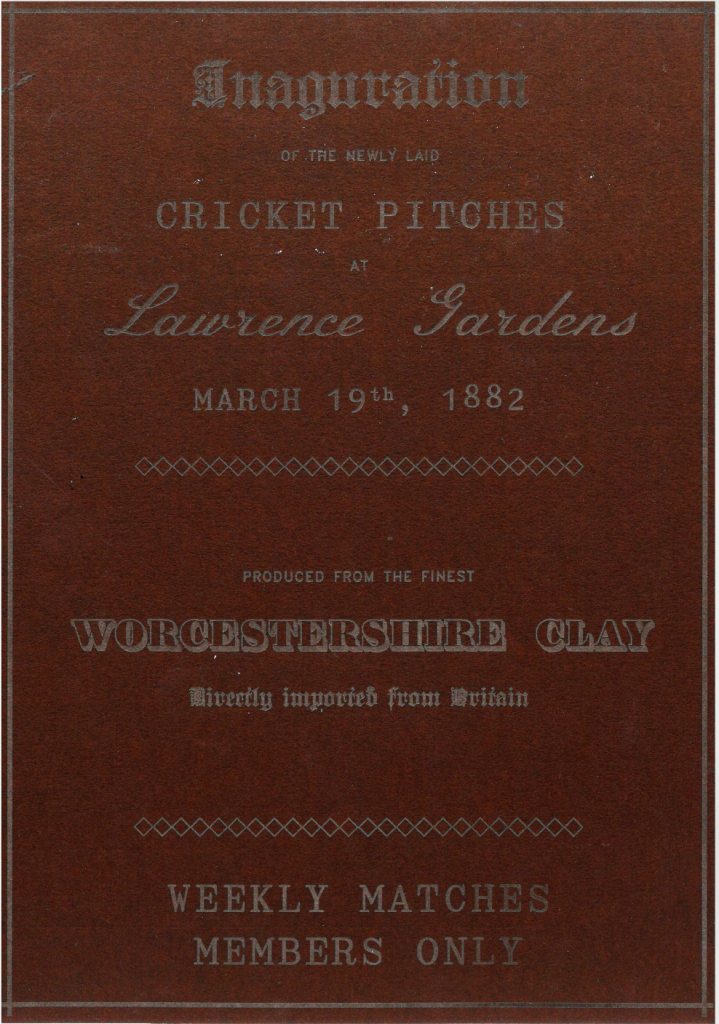 Inaguration
OF THE NEWLY LAID
CRICKET PITCHES
AT
Lawrence Gardens
MARCH 19th, 1882
PRODUCED FROM THE FINEST
WORCESTERSHIRE CLAY
Directly imported from Britain
WEEKLY MATCHES
MEMBERS ONLY